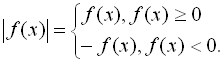 |f(x)| = { f(x), f(x) ≥ 0
− f(x), f(x) < 0.